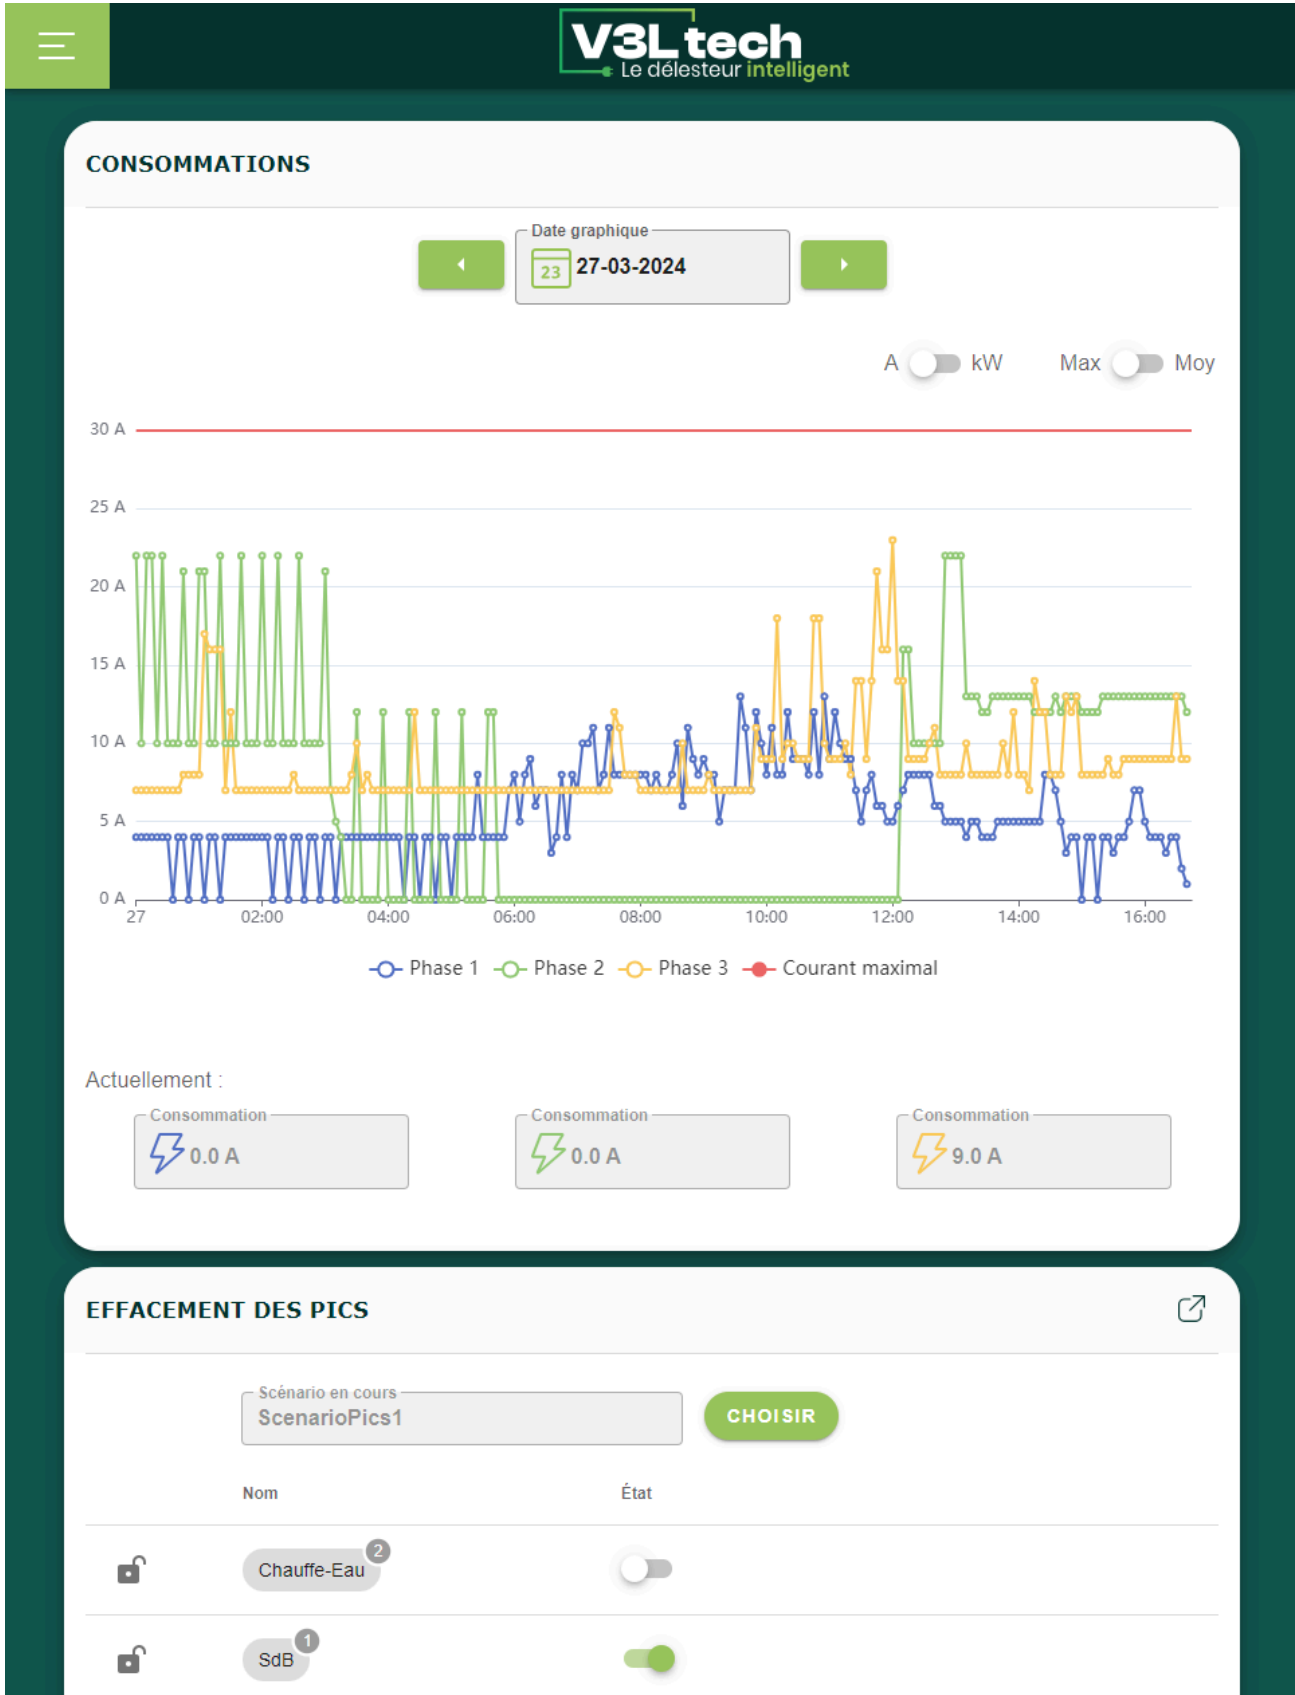 V3L tech
Le délesteur intelligent
CONSOMMATIONS
Date graphique
23
27-03-2024
A kW Max Moy
30 A
25 A
20 A
15 A
10 A
5 A
0 A
27 02:00 04:00 06:00 08:00 10:00 12:00 14:00 16:00
Phase 1 Phase 2 Phase 3 Courant maximal
Actuellement :
Consommation Consommation Consommation
0.0 A 0.0 A 9.0 A
EFFACEMENT DES PICS
Scénario en cours
ScenarioPics1
CHOISIR
Nom État
Chauffe-Eau 2
SdB 1